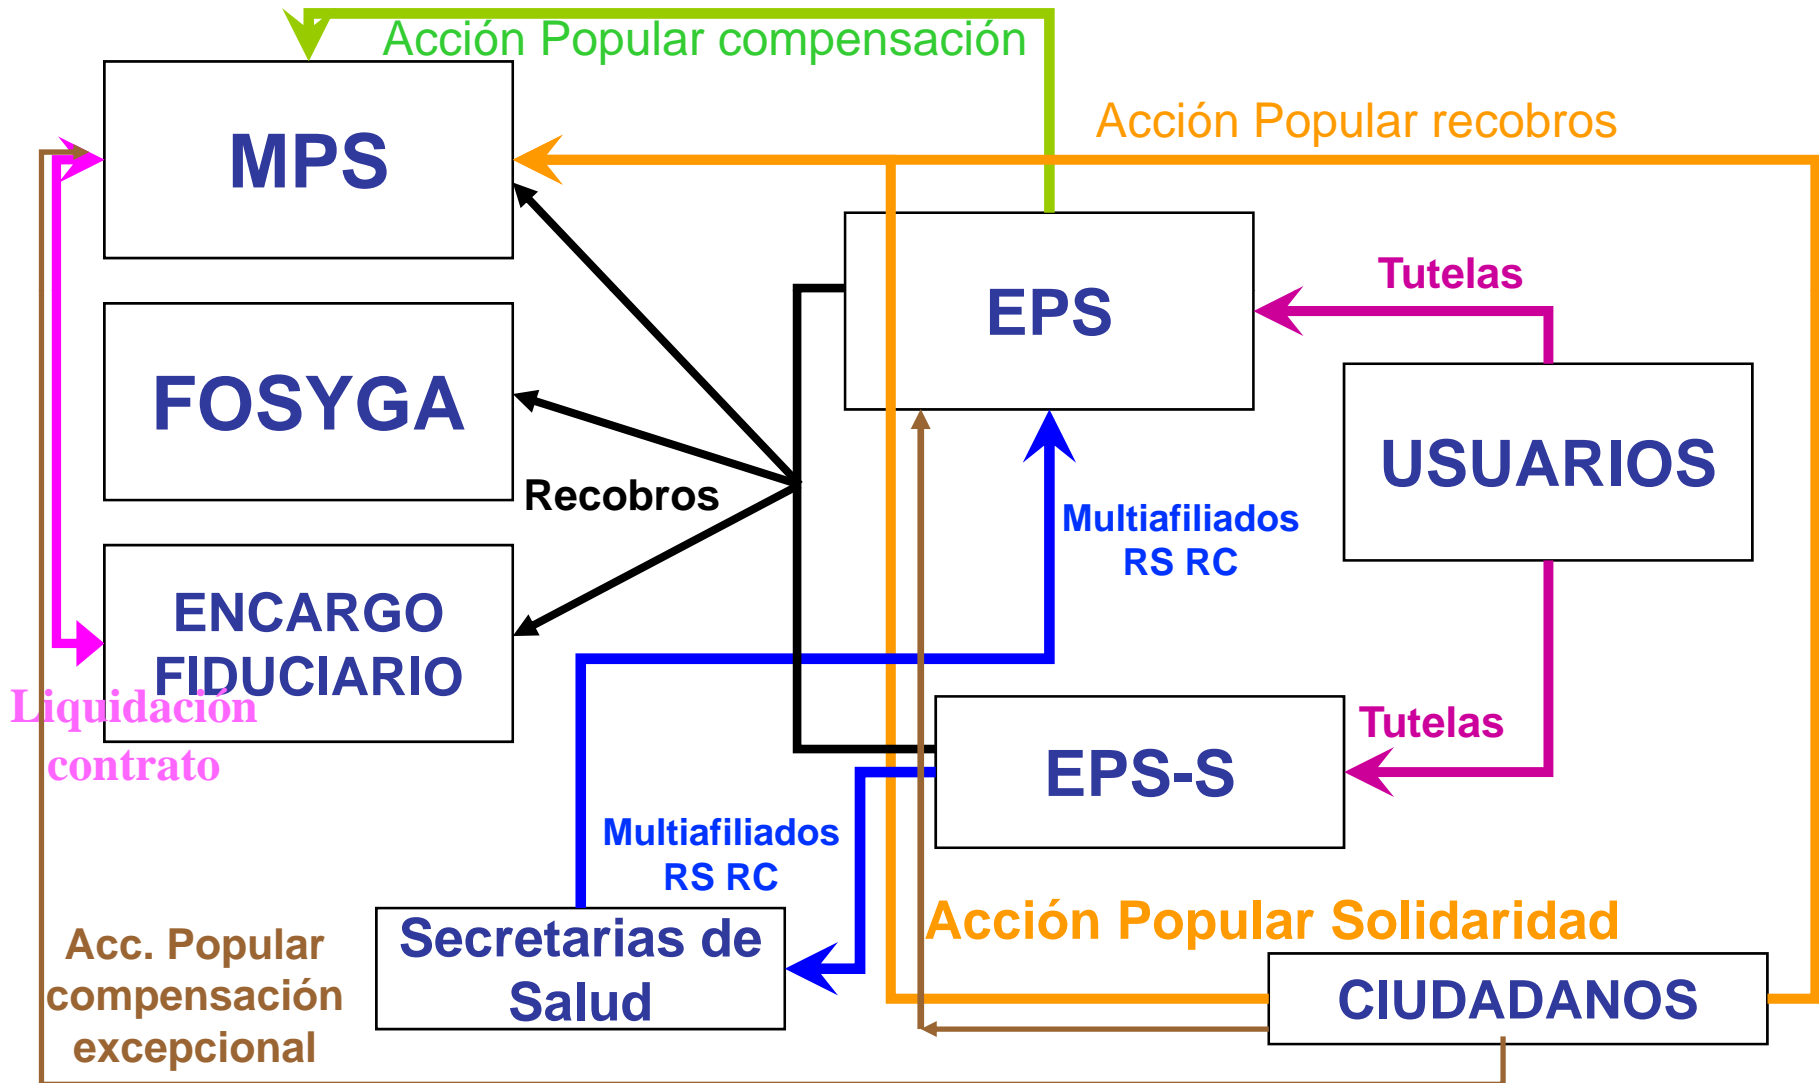 Acción Popular compensación
Acción Popular recobros
MPS
EPS
Tutelas
FOSYGA
USUARIOS
Recobros
Multiafiliados
RS RC
ENCARGO
FIDUCIARIO
Liquidación
contrato
Tutelas
EPS-S
Multiafiliados
RS RC
Acción Popular Solidaridad
Secretarias de
Salud
Acc. Popular
compensación
excepcional
CIUDADANOS